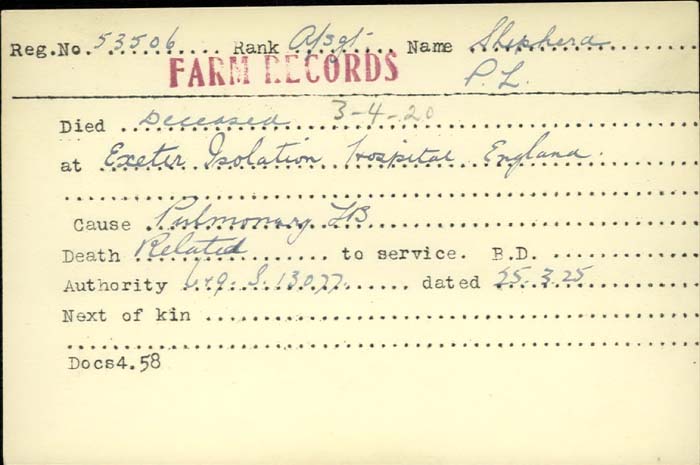 Reg.No. 53506 Rank A/Sgt. Name Shepherd
FARM RECORDS P. L.
Died Deceased 3-4-20
at Exeter Isolation Hospital England.
Cause Pulmonary TB
Death Related to service. B.D.
Authority S. 13077 dated 25.3.25
Next of kin
Docs4.58